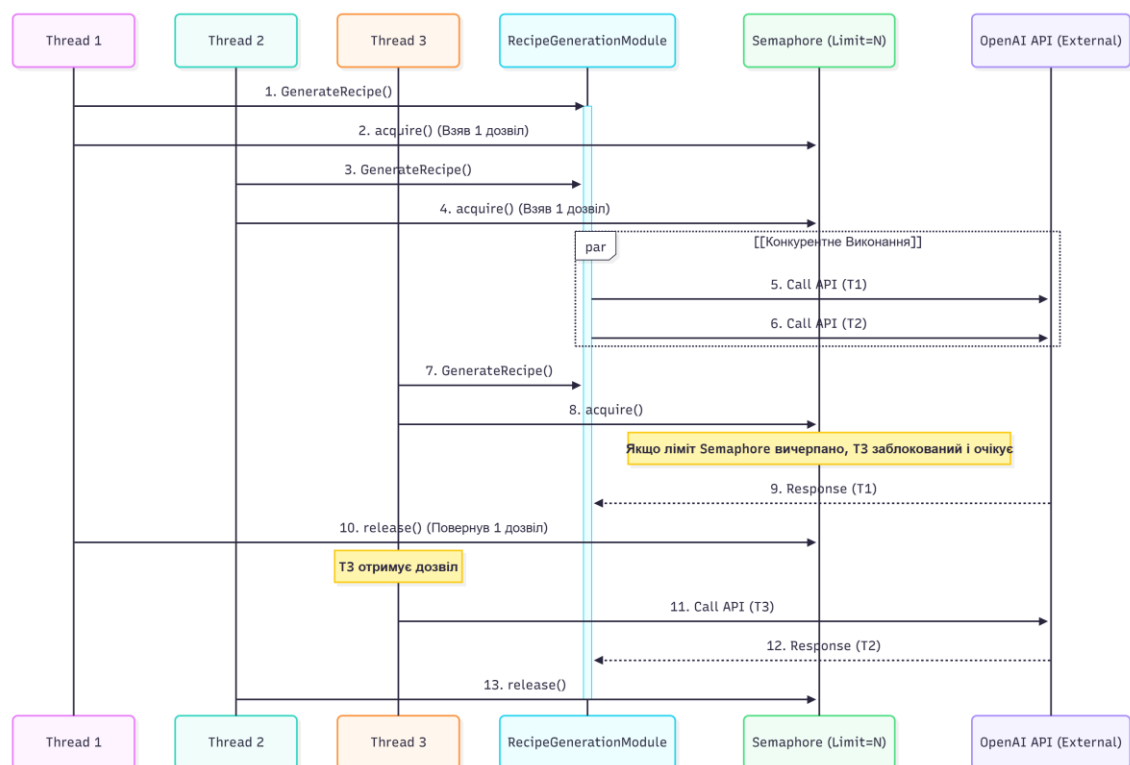 Thread 1 Thread 2 Thread 3 RecipeGenerationModule Semaphore (Limit=N) OpenAI API (External)
1. GenerateRecipe()
2. acquire() (Взяв 1 дозвіл)
3. GenerateRecipe()
4. acquire() (Взяв 1 дозвіл)
par [[Конкурентне Виконання]]
5. Call API (T1)
6. Call API (T2)
7. GenerateRecipe()
8. acquire()
Якщо ліміт Semaphore вичерпано, T3 заблокований і очікує
9. Response (T1)
10. release() (Повернув 1 дозвіл)
T3 отримує дозвіл
11. Call API (T3)
12. Response (T2)
13. release()
Thread 1 Thread 2 Thread 3 RecipeGenerationModule Semaphore (Limit=N) OpenAI API (External)